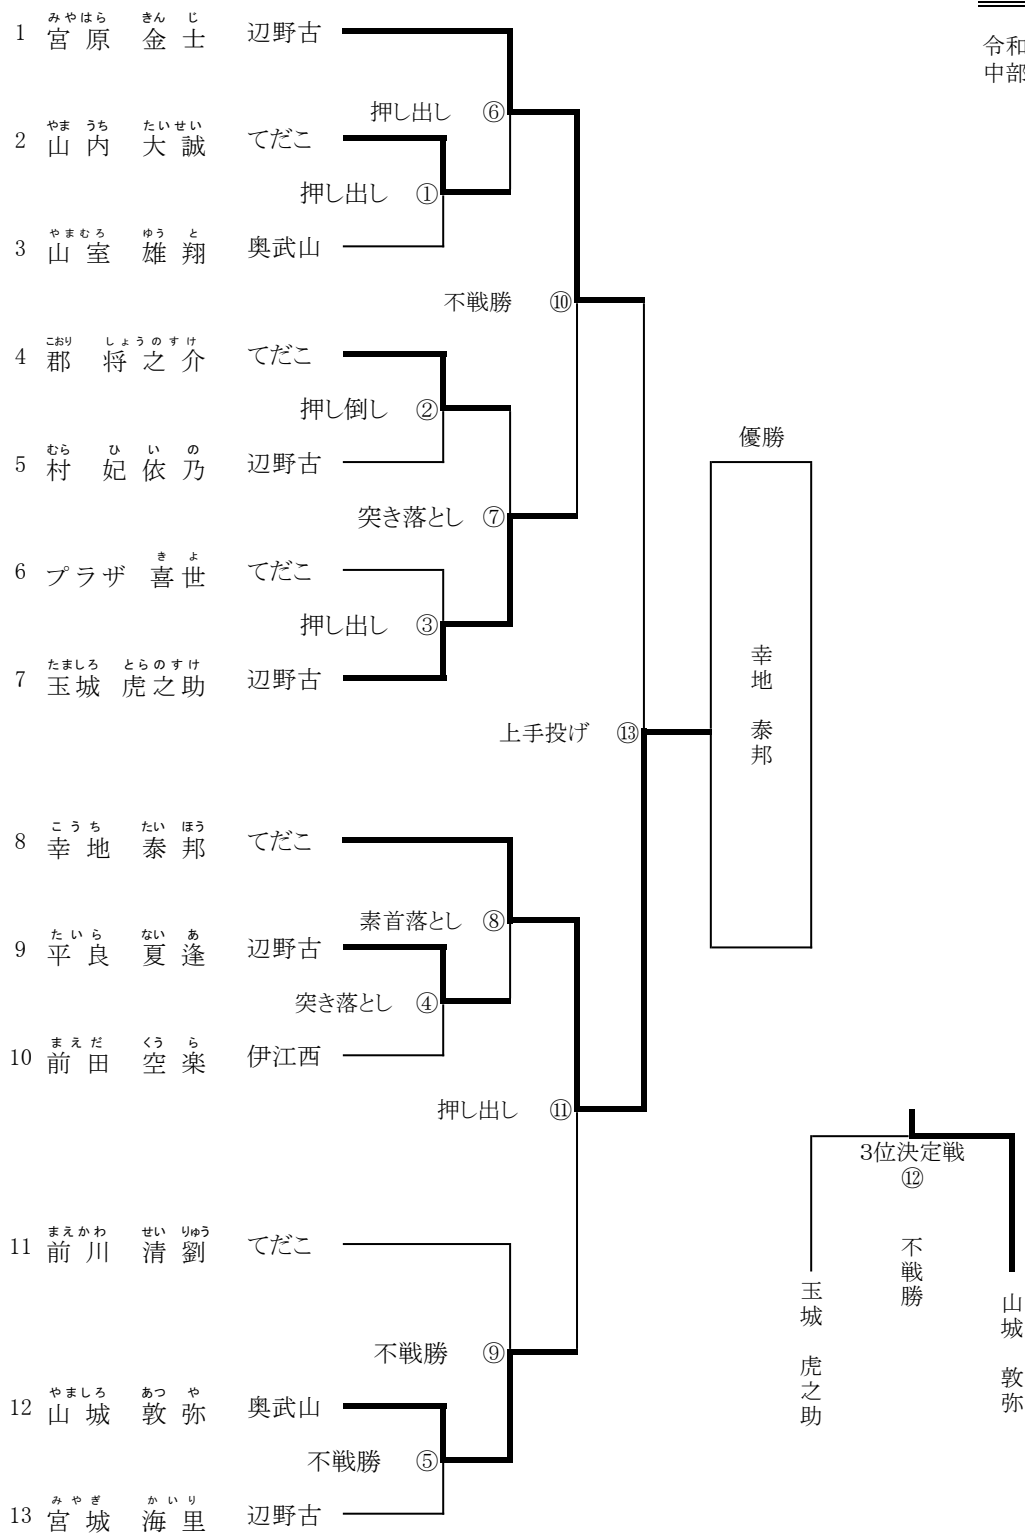 令和
中部
みやはら きん じ
1 宮原 金士 辺野古
押し出し ⑥
やま うち たいせい
2 山内 大誠 てだこ
押し出し ①
やまむろ ゆう と
3 山室 雄翔 奥武山
不戦勝 ⑩
こおり しょうのすけ
4 郡 将之介 てだこ
押し倒し ②
優勝
むら ひ い の
5 村 妃依乃 辺野古
突き落とし ⑦
き よ
6 プラザ 喜世 てだこ
押し出し ③
たましろ とらのすけ
7 玉城 虎之助 辺野古
幸地 泰邦
上手投げ ⑬
こうち たい ほう
8 幸地 泰邦 てだこ
素首落とし ⑧
たいら ない あ
9 平良 夏逢 辺野古
突き落とし ④
まえだ くう ら
10 前田 空楽 伊江西
押し出し ⑪
3位決定戦
⑫
不戦勝
玉城 虎之助
山城 敦弥
まえかわ せい りゅう
11 前川 清劉 てだこ
不戦勝 ⑨
やましろ あつ や
12 山城 敦弥 奥武山
不戦勝 ⑤
みやぎ かいり
13 宮城 海里 辺野古